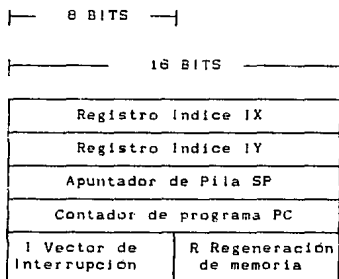 8 BITS
16 BITS
Registro Indice IX
Registro Indice IY
Apuntador de Pila SP
Contador de programa PC
I Vector de Interrupción
R Regeneración de memoria